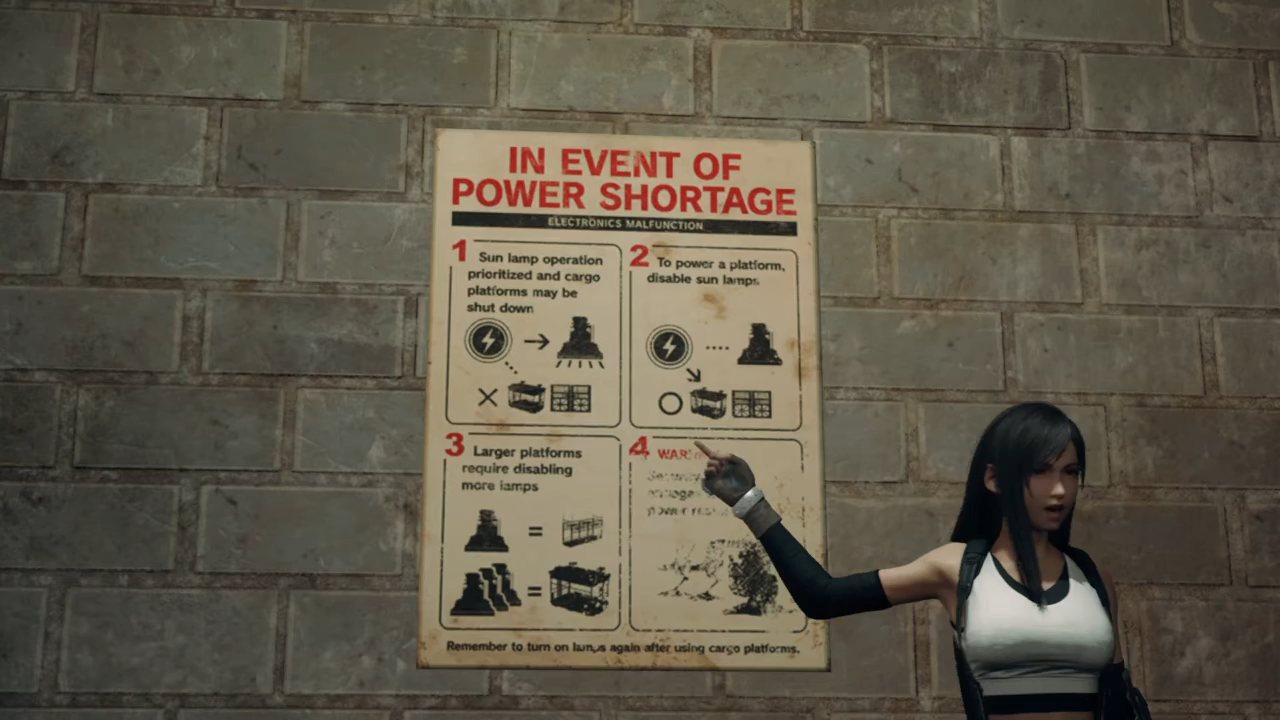 IN EVENT OF
POWER SHORTAGE
ELECTRONICS MALFUNCTION
1 Sun lamp operation
prioritized and cargo
platforms may be
shut down
2 To power a platform,
disable sun lamps
3 Larger platforms
require disabling
more lamps
4
Remember to turn on lamps again after using cargo platforms.